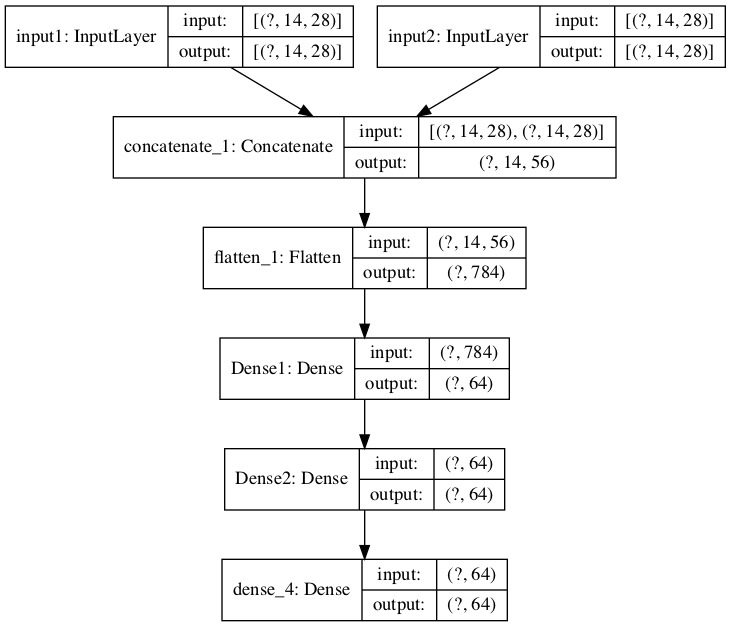 input1: InputLayer
input:
[(?, 14, 28)]
output:
[(?, 14, 28)]
input2: InputLayer
input:
[(?, 14, 28)]
output:
[(?, 14, 28)]
concatenate_1: Concatenate
input:
[(?, 14, 28), (?, 14, 28)]
output:
(?, 14, 56)
flatten_1: Flatten
input:
(?, 14, 56)
output:
(?, 784)
Dense1: Dense
input:
(?, 784)
output:
(?, 64)
Dense2: Dense
input:
(?, 64)
output:
(?, 64)
dense_4: Dense
input:
(?, 64)
output:
(?, 64)